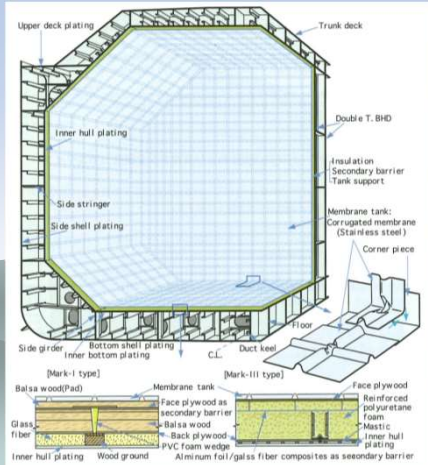 Upper deck plating
Trunk deck
Double T. BHD
Inner hull plating
Insulation
Secondary barrier
Tank support
Side stringer
Membrane tank:
Corrugated membrane
(Stainless steel)
Side shell plating
Corner piece
Floor
Side girder
Bottom shell plating
Inner bottom plating
C.L.
Duct keel
[Mark-I type]
[Mark-III type]
Balsa wood(Pad)
Membrane tank
Face plywood
Face plywood as
secondary barrier
Reinforced
polyuretane
foam
Glass
fiber
Balsa wood
Mastic
Back plywood
Inner hull
plating
PVC foam wedge
Inner hull plating
Wood ground
Alminum foil/galss fiber composites as seeondary barrier